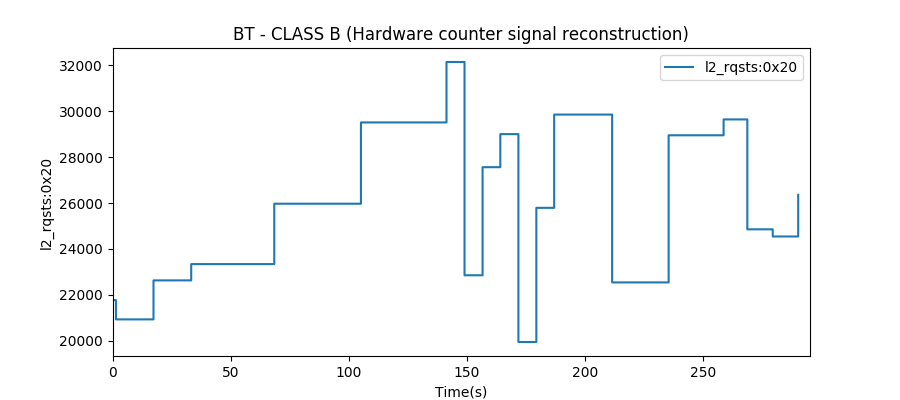 BT - CLASS B (Hardware counter signal reconstruction)
l2_rqsts:0x20
32000
30000
28000
26000
24000
22000
20000
l2_rqsts:0x20
0 50 100 150 200 250
Time(s)